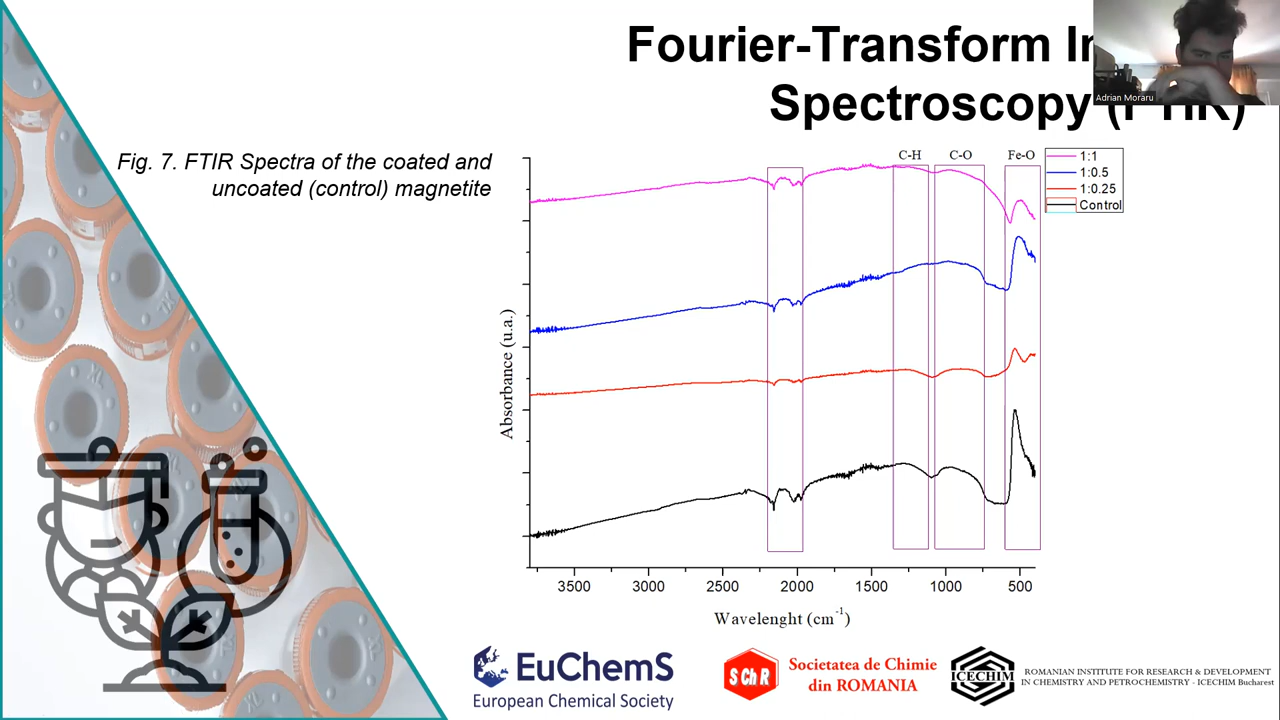 Fourier-Transform
Spectroscopy
Adrian Moraru
Fig. 7. FTIR Spectra of the coated and
uncoated (control) magnetite
C-H C-O Fe-O
1:1
1:0.5
1:0.25
Control
Absorbance (u.a.)
3500 3000 2500 2000 1500 1000 500
Wavelenght (cm⁻¹)
EuChemS
European Chemical Society
SChR
Societatea de Chimie
din ROMANIA
ICECHIM
ROMANIAN INSTITUTE FOR RESEARCH & DEVELOPMENT
IN CHEMISTRY AND PETROCHEMISTRY - ICECHIM Bucharest